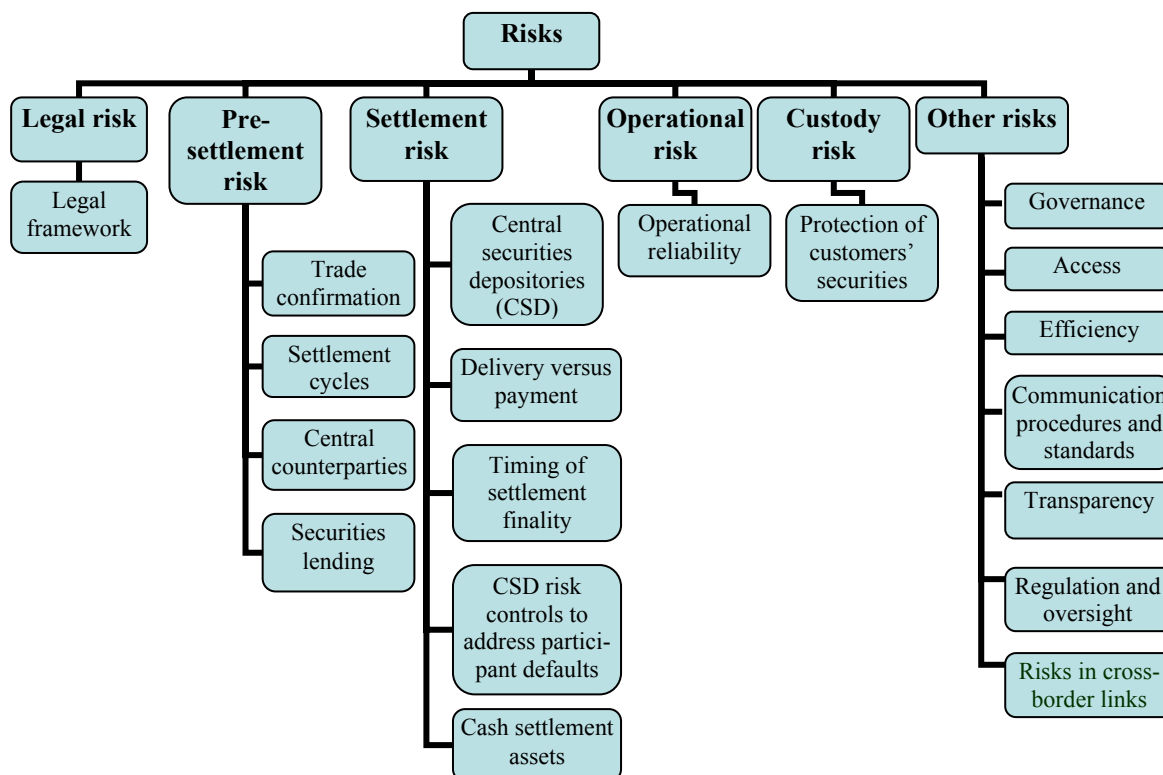 Risks
Legal risk
Pre-
settlement
risk
Settlement
risk
Operational
risk
Custody
risk
Other risks
Legal
framework
Trade
confirmation
Settlement
cycles
Central
counterparties
Securities
lending
Central
securities
depositories
(CSD)
Delivery versus
payment
Timing of
settlement
finality
CSD risk
controls to
address partici-
pant defaults
Cash settlement
assets
Operational
reliability
Protection of
customers’
securities
Governance
Access
Efficiency
Communication
procedures and
standards
Transparency
Regulation and
oversight
Risks in cross-
border links